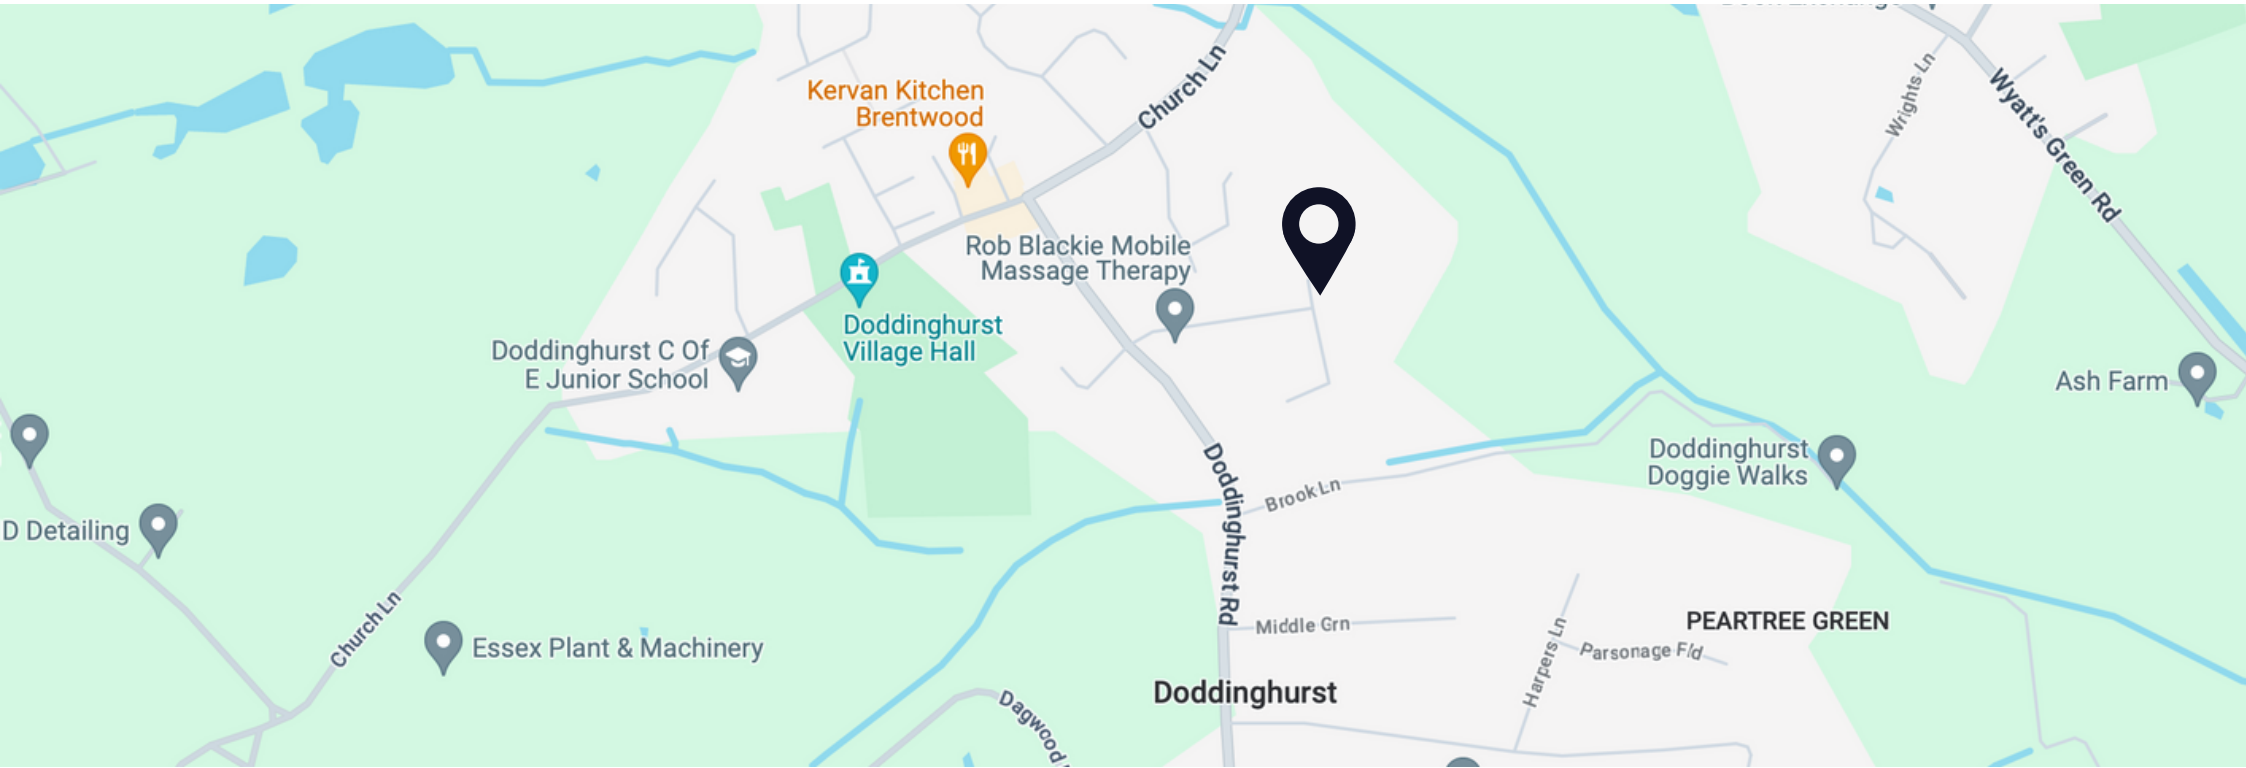 Kervan Kitchen
Brentwood
Church Ln
Wrights Ln
Wyatt's Green Rd
Rob Blackie Mobile
Massage Therapy
Doddinghurst
Village Hall
Doddinghurst C Of
E Junior School
Ash Farm
Doddinghurst
Doggie Walks
Doddinghurst Rd
Brook Ln
D Detailing
Church Ln
Essex Plant & Machinery
Middle Grn
Harpers Ln
Parsonage Fld
PEARTREE GREEN
Doddinghurst
Dagwood